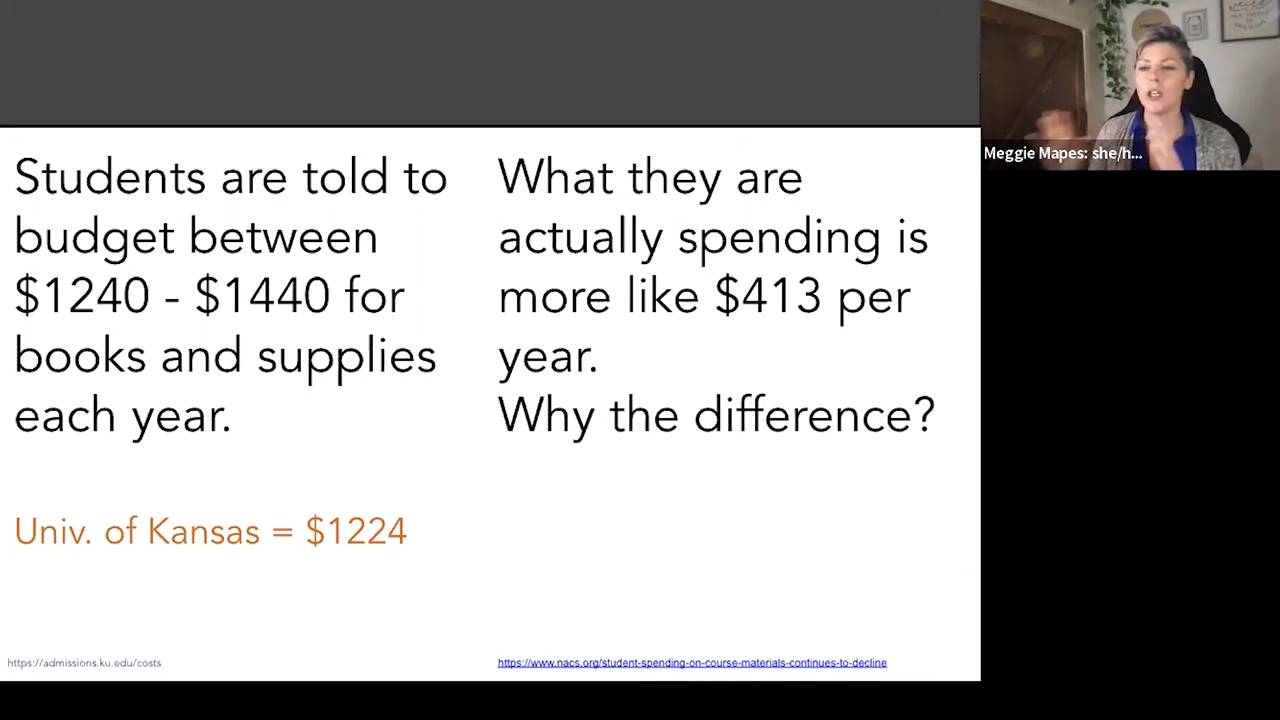 Students are told to
budget between
$1240 - $1440 for
books and supplies
each year.
Univ. of Kansas = $1224
https://admissions.ku.edu/costs
What they are
actually spending is
more like $413 per
year.
Why the difference?
https://www.nacs.org/student-spending-on-course-materials-continues-to-decline
Meggie Mapes: she/h...